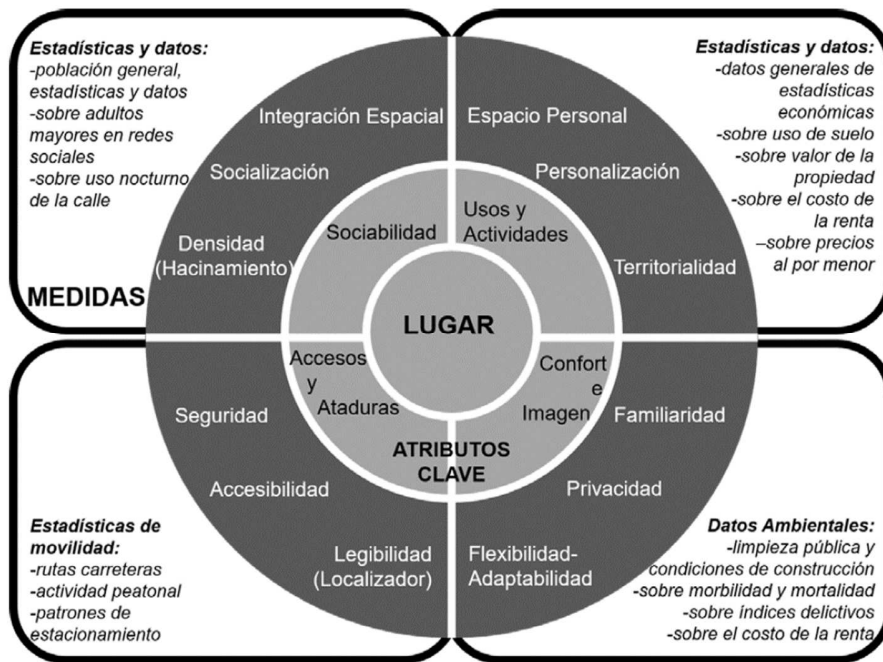 Estadísticas y datos:
-población general,
estadísticas y datos
-sobre adultos
mayores en redes
sociales
-sobre uso nocturno
de la calle
MEDIDAS
Integración Espacial
Socialización
Densidad
(Hacinamiento)
Sociabilidad
Espacio Personal
Personalización
Territorialidad
Usos y
Actividades
Estadísticas y datos:
-datos generales de
estadísticas
económicas
-sobre uso de suelo
-sobre valor de la
propiedad
-sobre el costo de
la renta
–sobre precios
al por menor
LUGAR
Accesos
y
Ataduras
Confort
e
Imagen
ATRIBUTOS
CLAVE
Seguridad
Accesibilidad
Legibilidad
(Localizador)
Familiaridad
Privacidad
Flexibilidad-
Adaptabilidad
Estadísticas de
movilidad:
-rutas carreteras
-actividad peatonal
-patrones de
estacionamiento
Datos Ambientales:
-limpieza pública y
condiciones de construcción
-sobre morbilidad y mortalidad
-sobre índices delictivos
-sobre el costo de la renta